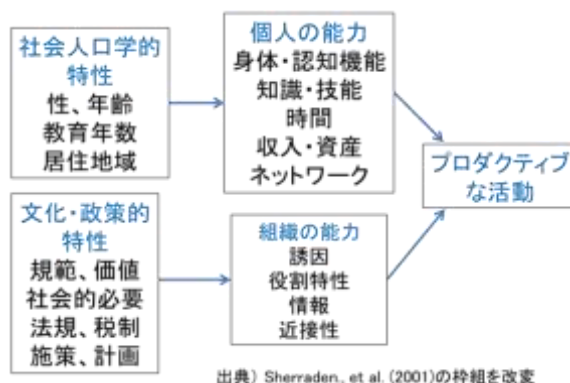 社会人口学的
特性
性、年齢
教育年数
居住地域
個人の能力
身体・認知機能
知識・技能
時間
収入・資産
ネットワーク
プロダクティブ
な活動
文化・政策的
特性
規範、価値
社会的必要
法規、税制
施策、計画
組織の能力
誘因
役割特性
情報
近接性
出典) Sherraden., et al. (2001)の枠組を改変